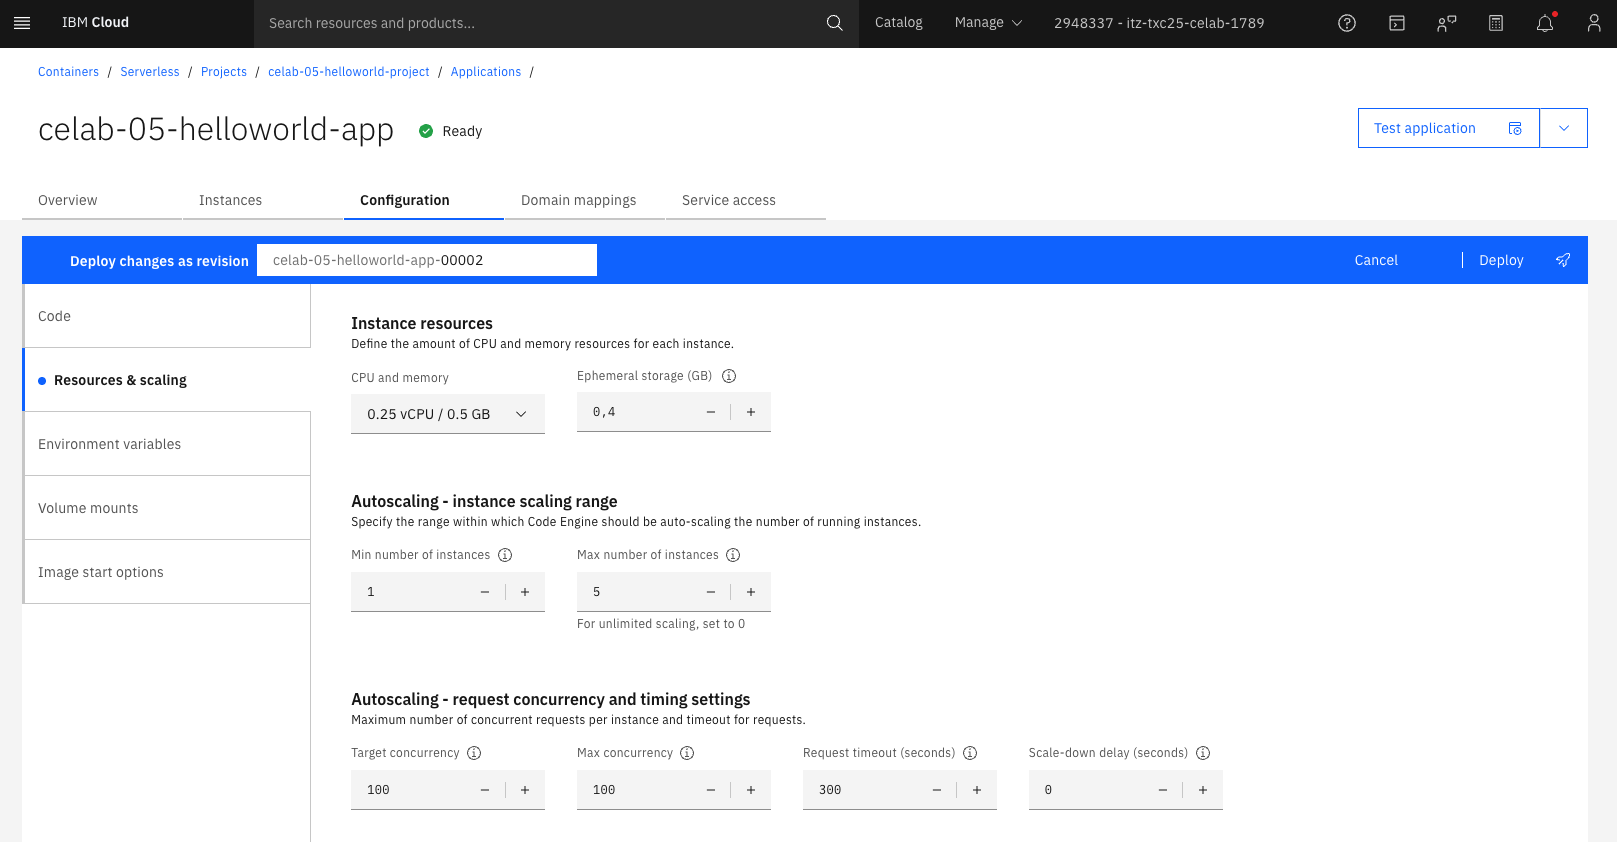 IBM Cloud
Search resources and products...
Catalog
Manage
2948337 - itz-txc25-celab-1789
Containers / Serverless / Projects / celab-05-helloworld-project / Applications /
celab-05-helloworld-app
Ready
Test application
Overview
Instances
Configuration
Domain mappings
Service access
Deploy changes as revision
celab-05-helloworld-app-00002
Cancel
Deploy
Code
Resources & scaling
Environment variables
Volume mounts
Image start options
Instance resources
Define the amount of CPU and memory resources for each instance.
CPU and memory
0.25 vCPU / 0.5 GB
Ephemeral storage (GB)
0,4
Autoscaling - instance scaling range
Specify the range within which Code Engine should be auto-scaling the number of running instances.
Min number of instances
1
Max number of instances
5
For unlimited scaling, set to 0
Autoscaling - request concurrency and timing settings
Maximum number of concurrent requests per instance and timeout for requests.
Target concurrency
100
Max concurrency
100
Request timeout (seconds)
300
Scale-down delay (seconds)
0